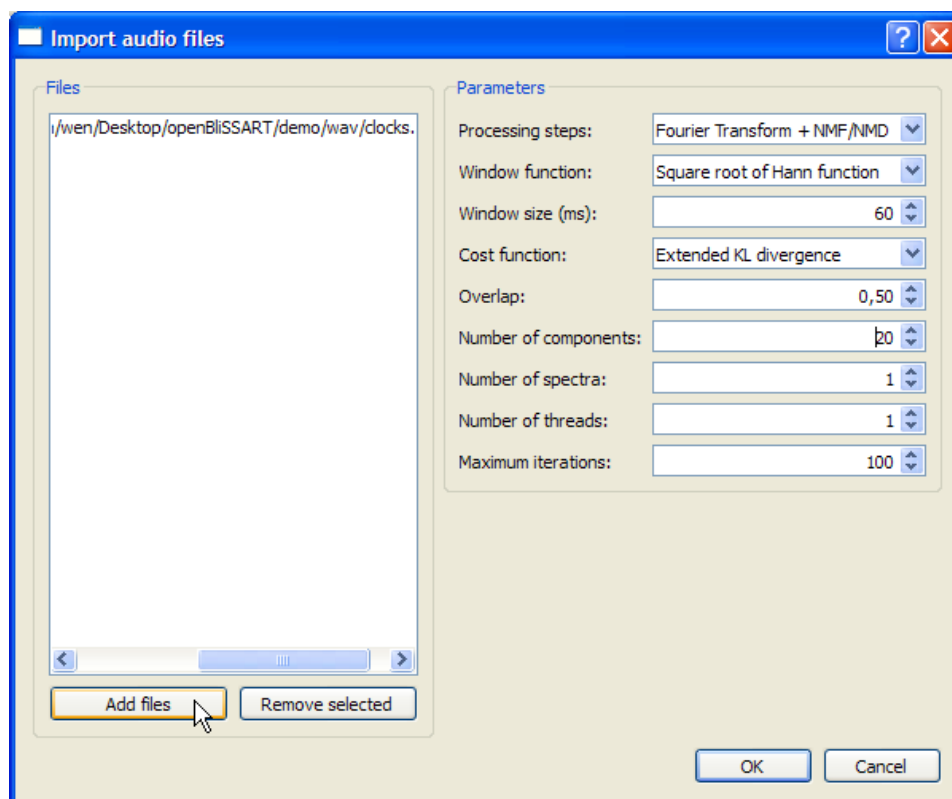 Import audio files
Files
/wen/Desktop/openBliSSART/demo/wav/clocks.
Add files
Remove selected
Parameters
Processing steps: Fourier Transform + NMF/NMD
Window function: Square root of Hann function
Window size (ms): 60
Cost function: Extended KL divergence
Overlap: 0,50
Number of components: 20
Number of spectra: 1
Number of threads: 1
Maximum iterations: 100
OK
Cancel